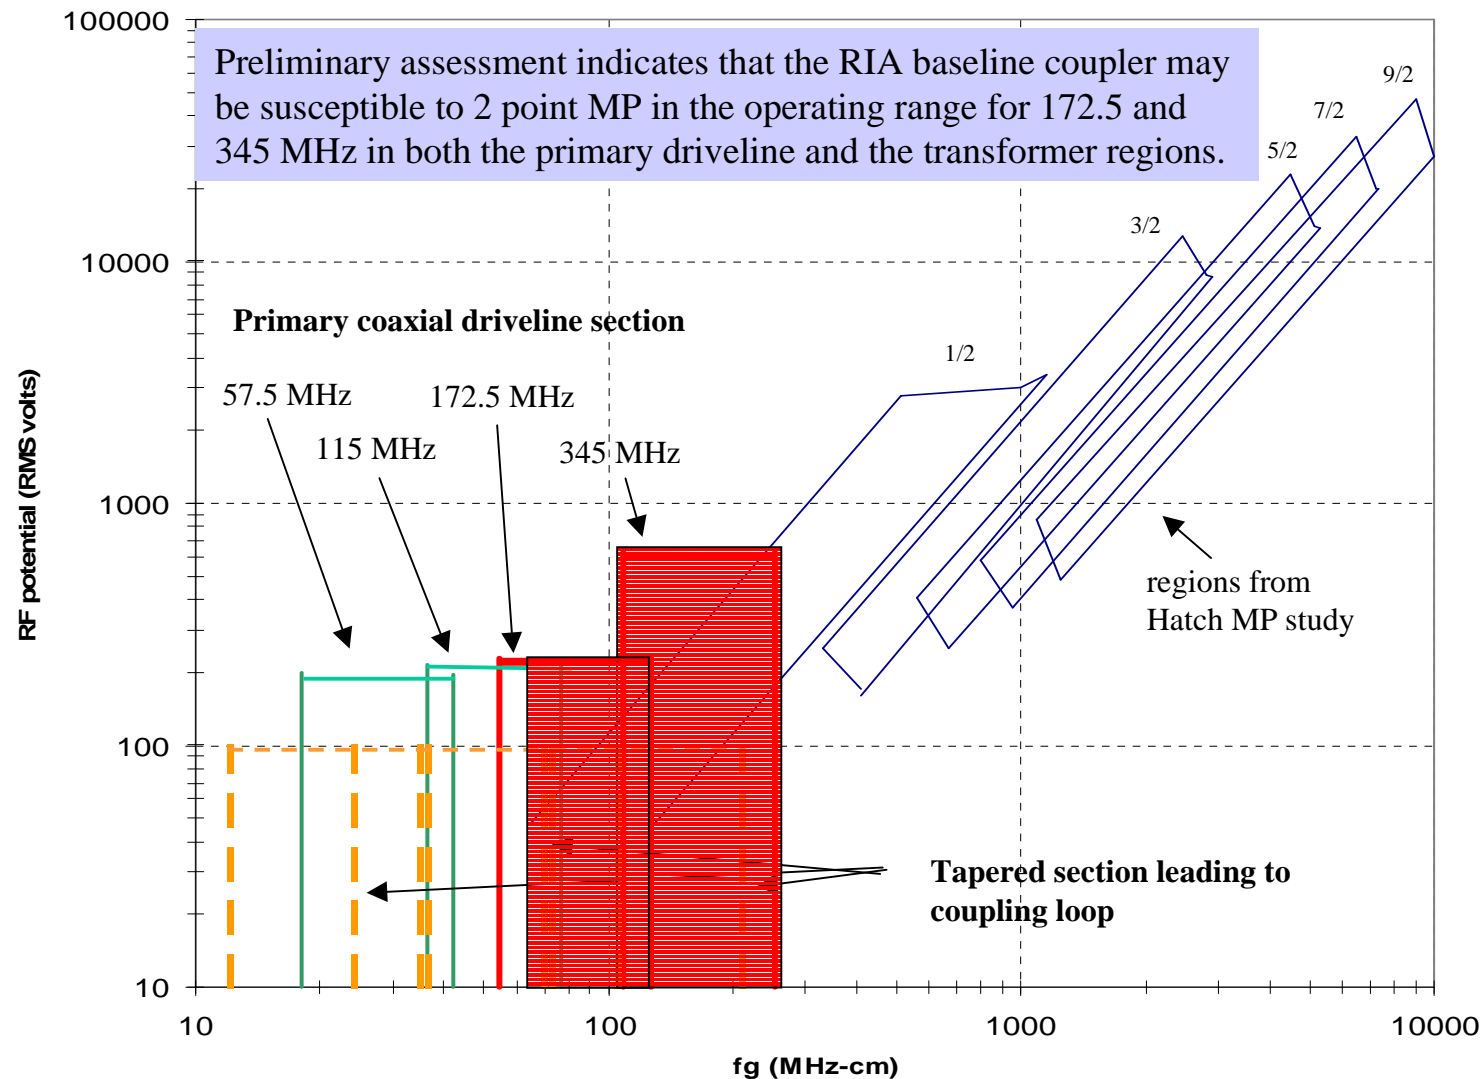 100000
Preliminary assessment indicates that the RIA baseline coupler may
be susceptible to 2 point MP in the operating range for 172.5 and
345 MHz in both the primary driveline and the transformer regions.
9/2
7/2
5/2
3/2
10000
Primary coaxial driveline section
1/2
57.5 MHz
172.5 MHz
115 MHz
345 MHz
RF potential (RMS volts)
1000
regions from
Hatch MP study
100
Tapered section leading to
coupling loop
10
10
100
1000
10000
fg (MHz-cm)